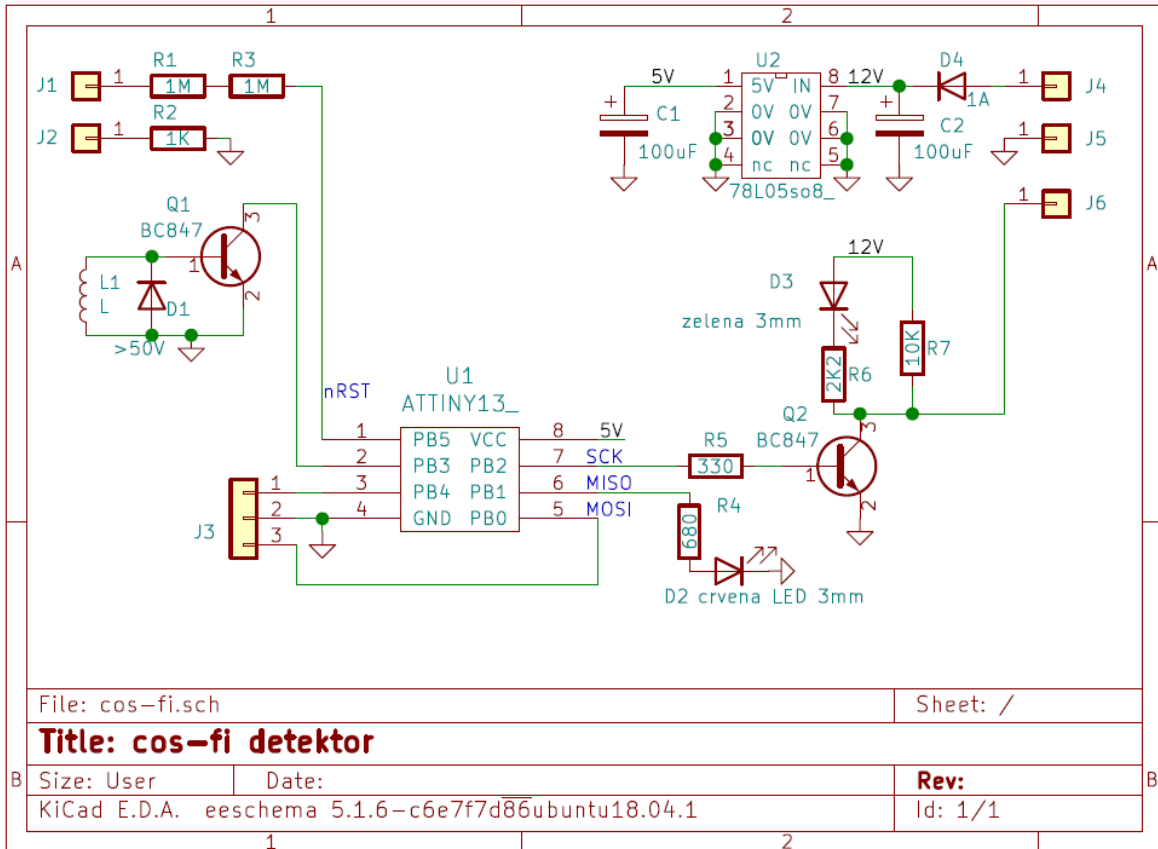 1 2
J1 1 R1 1M R3 1M
J2 1 R2 1K
5V U2 12V D4 1A 1 J4
1 5V IN 8
2 0V 0V 7
3 0V 0V 6
4 nc nc 5
78L05so8_
+ C1 100uF
+ C2 100uF
1 J5
1 J6
Q1
BC847
3
1
2
A A
L1
L
D1
>50V
12V
D3
zelena 3mm
2K2 R6
10K R7
nRST
U1
ATTINY13_
1 PB5 VCC 8 5V
2 PB3 PB2 7 SCK
3 PB4 PB1 6 MISO
4 GND PB0 5 MOSI
J3
1
2
3
R5
330
Q2
BC847
3
1
2
R4
680
D2 crvena LED 3mm
File: cos-fi.sch Sheet: /
Title: cos-fi detektor
B Size: User Date: Rev: B
KiCad E.D.A. eeschema 5.1.6-c6e7f7d86ubuntu18.04.1 Id: 1/1
1 2